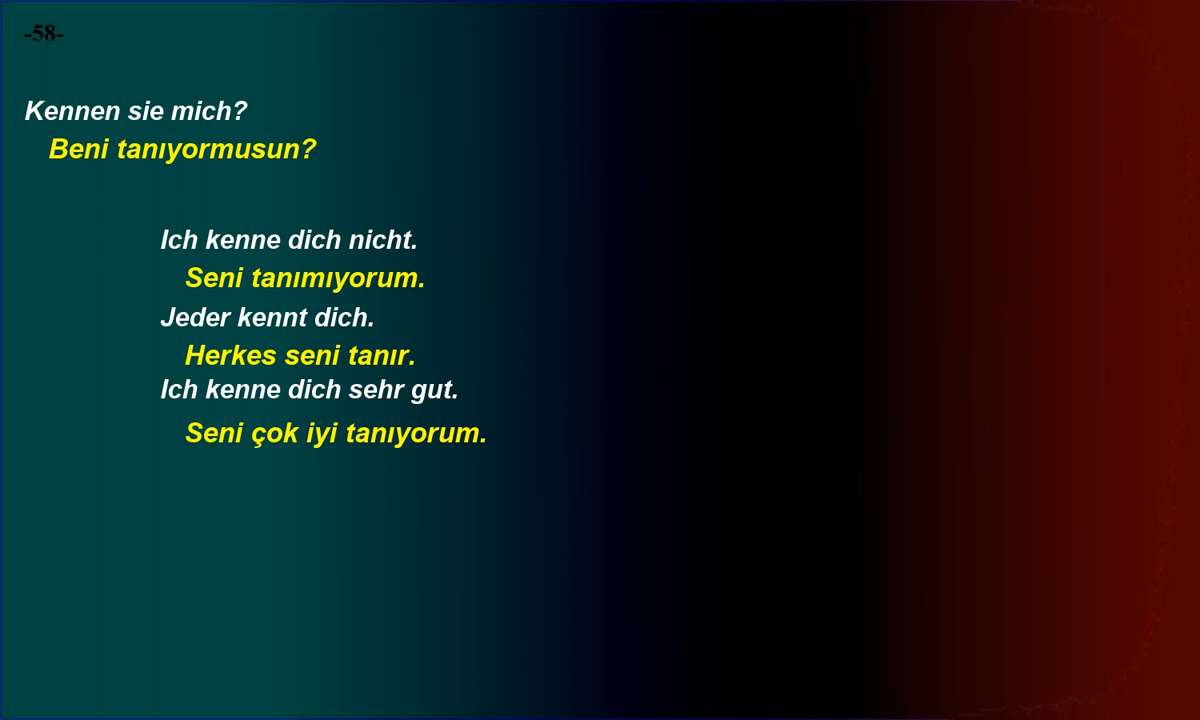 -58-
Kennen sie mich?
Beni tanıyormusun?
Ich kenne dich nicht.
Seni tanımıyorum.
Jeder kennt dich.
Herkes seni tanır.
Ich kenne dich sehr gut.
Seni çok iyi tanıyorum.